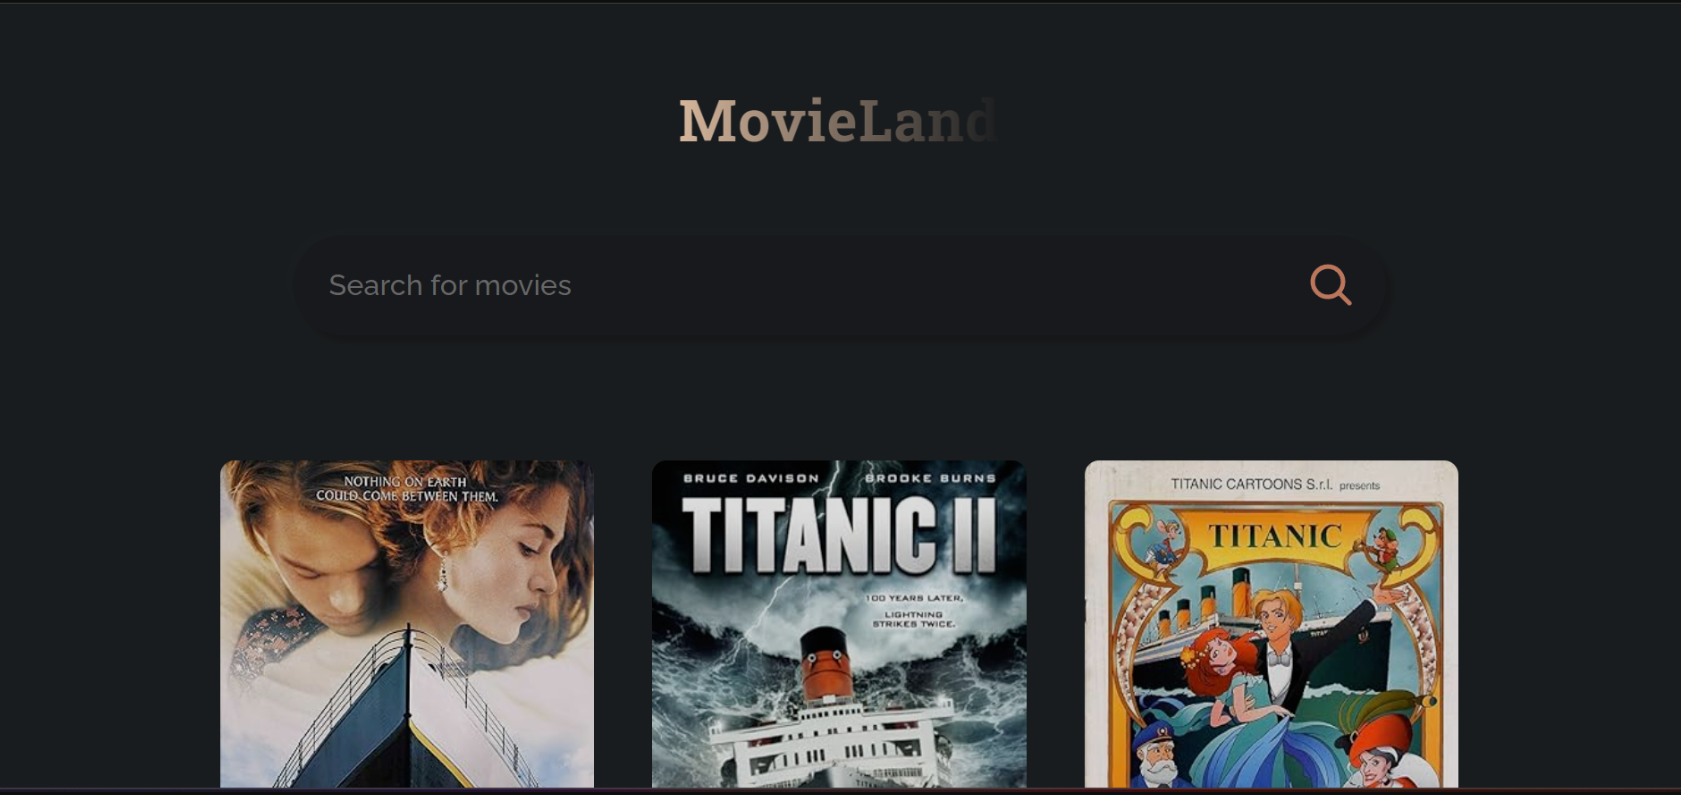 MovieLand
Search for movies
NOTHING ON EARTH
COULD COME BETWEEN THEM.
BRUCE DAVISON BROOKE BURNS
TITANIC II
100 YEARS LATER,
LIGHTNING
STRIKES TWICE.
TITANIC CARTOONS S.r.l. presents
TITANIC